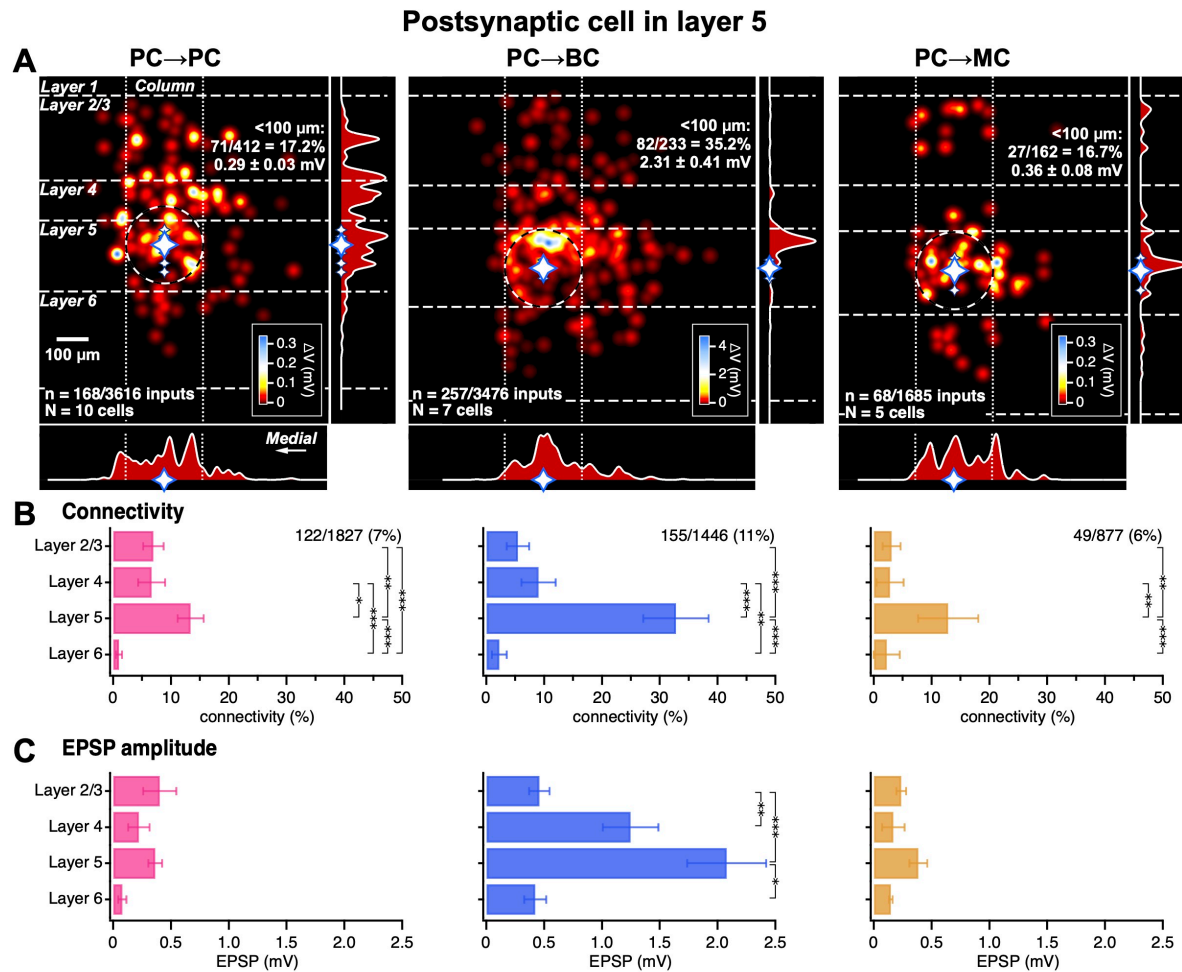 Postsynaptic cell in layer 5
A
PC→PC
PC→BC
PC→MC
Layer 1
Column
Layer 2/3
Layer 4
Layer 5
Layer 6
<100 µm:
71/412 = 17.2%
0.29 ± 0.03 mV
100 µm
n = 168/3616 inputs
N = 10 cells
0.3
0.2
0.1
0
ΔV (mV)
Medial
<100 µm:
82/233 = 35.2%
2.31 ± 0.41 mV
n = 257/3476 inputs
N = 7 cells
4
2
0
ΔV (mV)
<100 µm:
27/162 = 16.7%
0.36 ± 0.08 mV
n = 68/1685 inputs
N = 5 cells
0.3
0.2
0.1
0
ΔV (mV)
B Connectivity
Layer 2/3
Layer 4
Layer 5
Layer 6
122/1827 (7%)
* *** ** *** ***
0 10 20 30 40 50
connectivity (%)
155/1446 (11%)
*** ** *** ***
0 10 20 30 40 50
connectivity (%)
49/877 (6%)
** ** ***
0 10 20 30 40 50
connectivity (%)
C EPSP amplitude
Layer 2/3
Layer 4
Layer 5
Layer 6
0 0.5 1.0 1.5 2.0 2.5
EPSP (mV)
** *** *
0 0.5 1.0 1.5 2.0 2.5
EPSP (mV)
0 0.5 1.0 1.5 2.0 2.5
EPSP (mV)